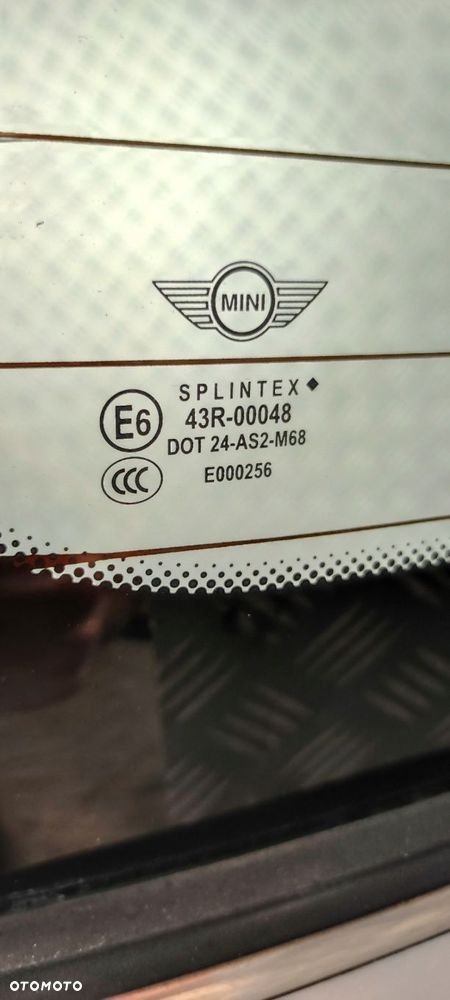 MINI
SPLINTEX
E6 43R-00048
DOT 24-AS2-M68
CCC E000256
OTOMOTO